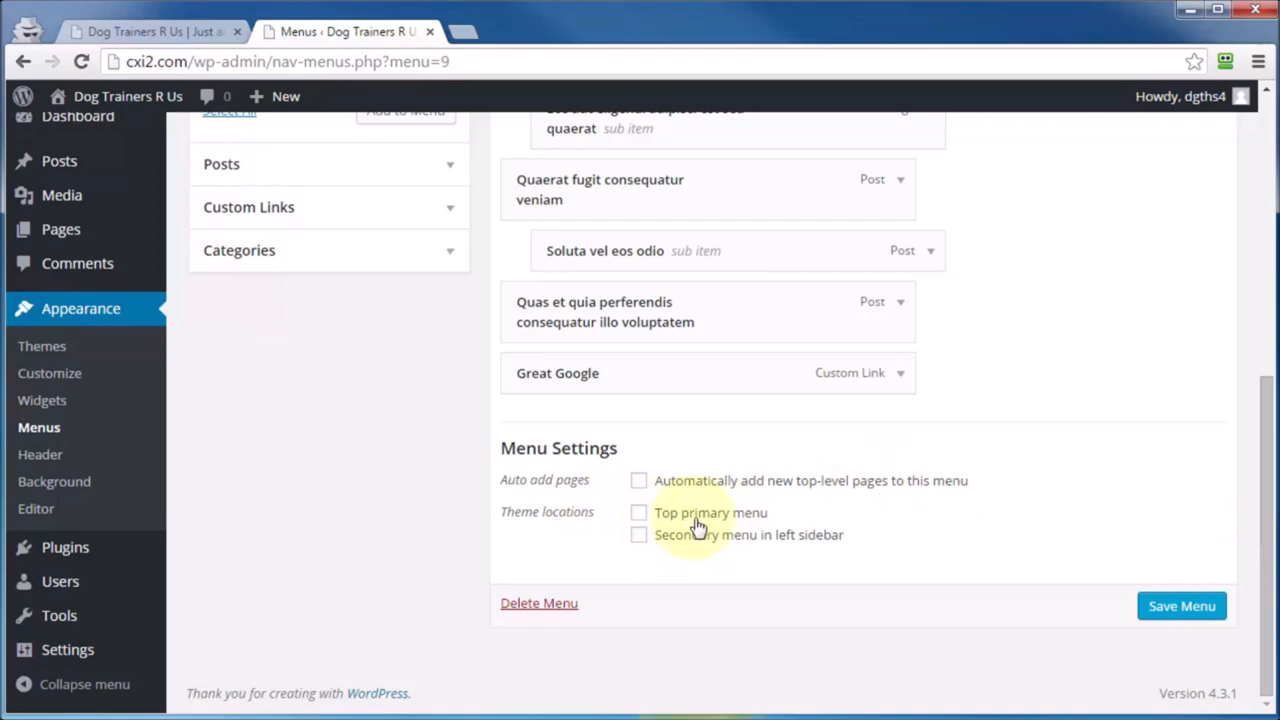 Dog Trainers R Us | Just a
Menus ‹ Dog Trainers R U
cxi2.com/wp-admin/nav-menus.php?menu=9
Dog Trainers R Us 0 New Howdy, dgths4
Dashboard
Posts
Media
Pages
Comments
Appearance
Themes
Customize
Widgets
Menus
Header
Background
Editor
Plugins
Users
Tools
Settings
Collapse menu
Select All Add to Menu
Posts
Custom Links
Categories
quaerat sub item
Quaerat fugit consequatur
veniam
Post
Soluta vel eos odio sub item Post
Quas et quia perferendis
consequatur illo voluptatem
Post
Great Google Custom Link
Menu Settings
Auto add pages Automatically add new top-level pages to this menu
Theme locations Top primary menu
Secondary menu in left sidebar
Delete Menu Save Menu
Thank you for creating with WordPress. Version 4.3.1